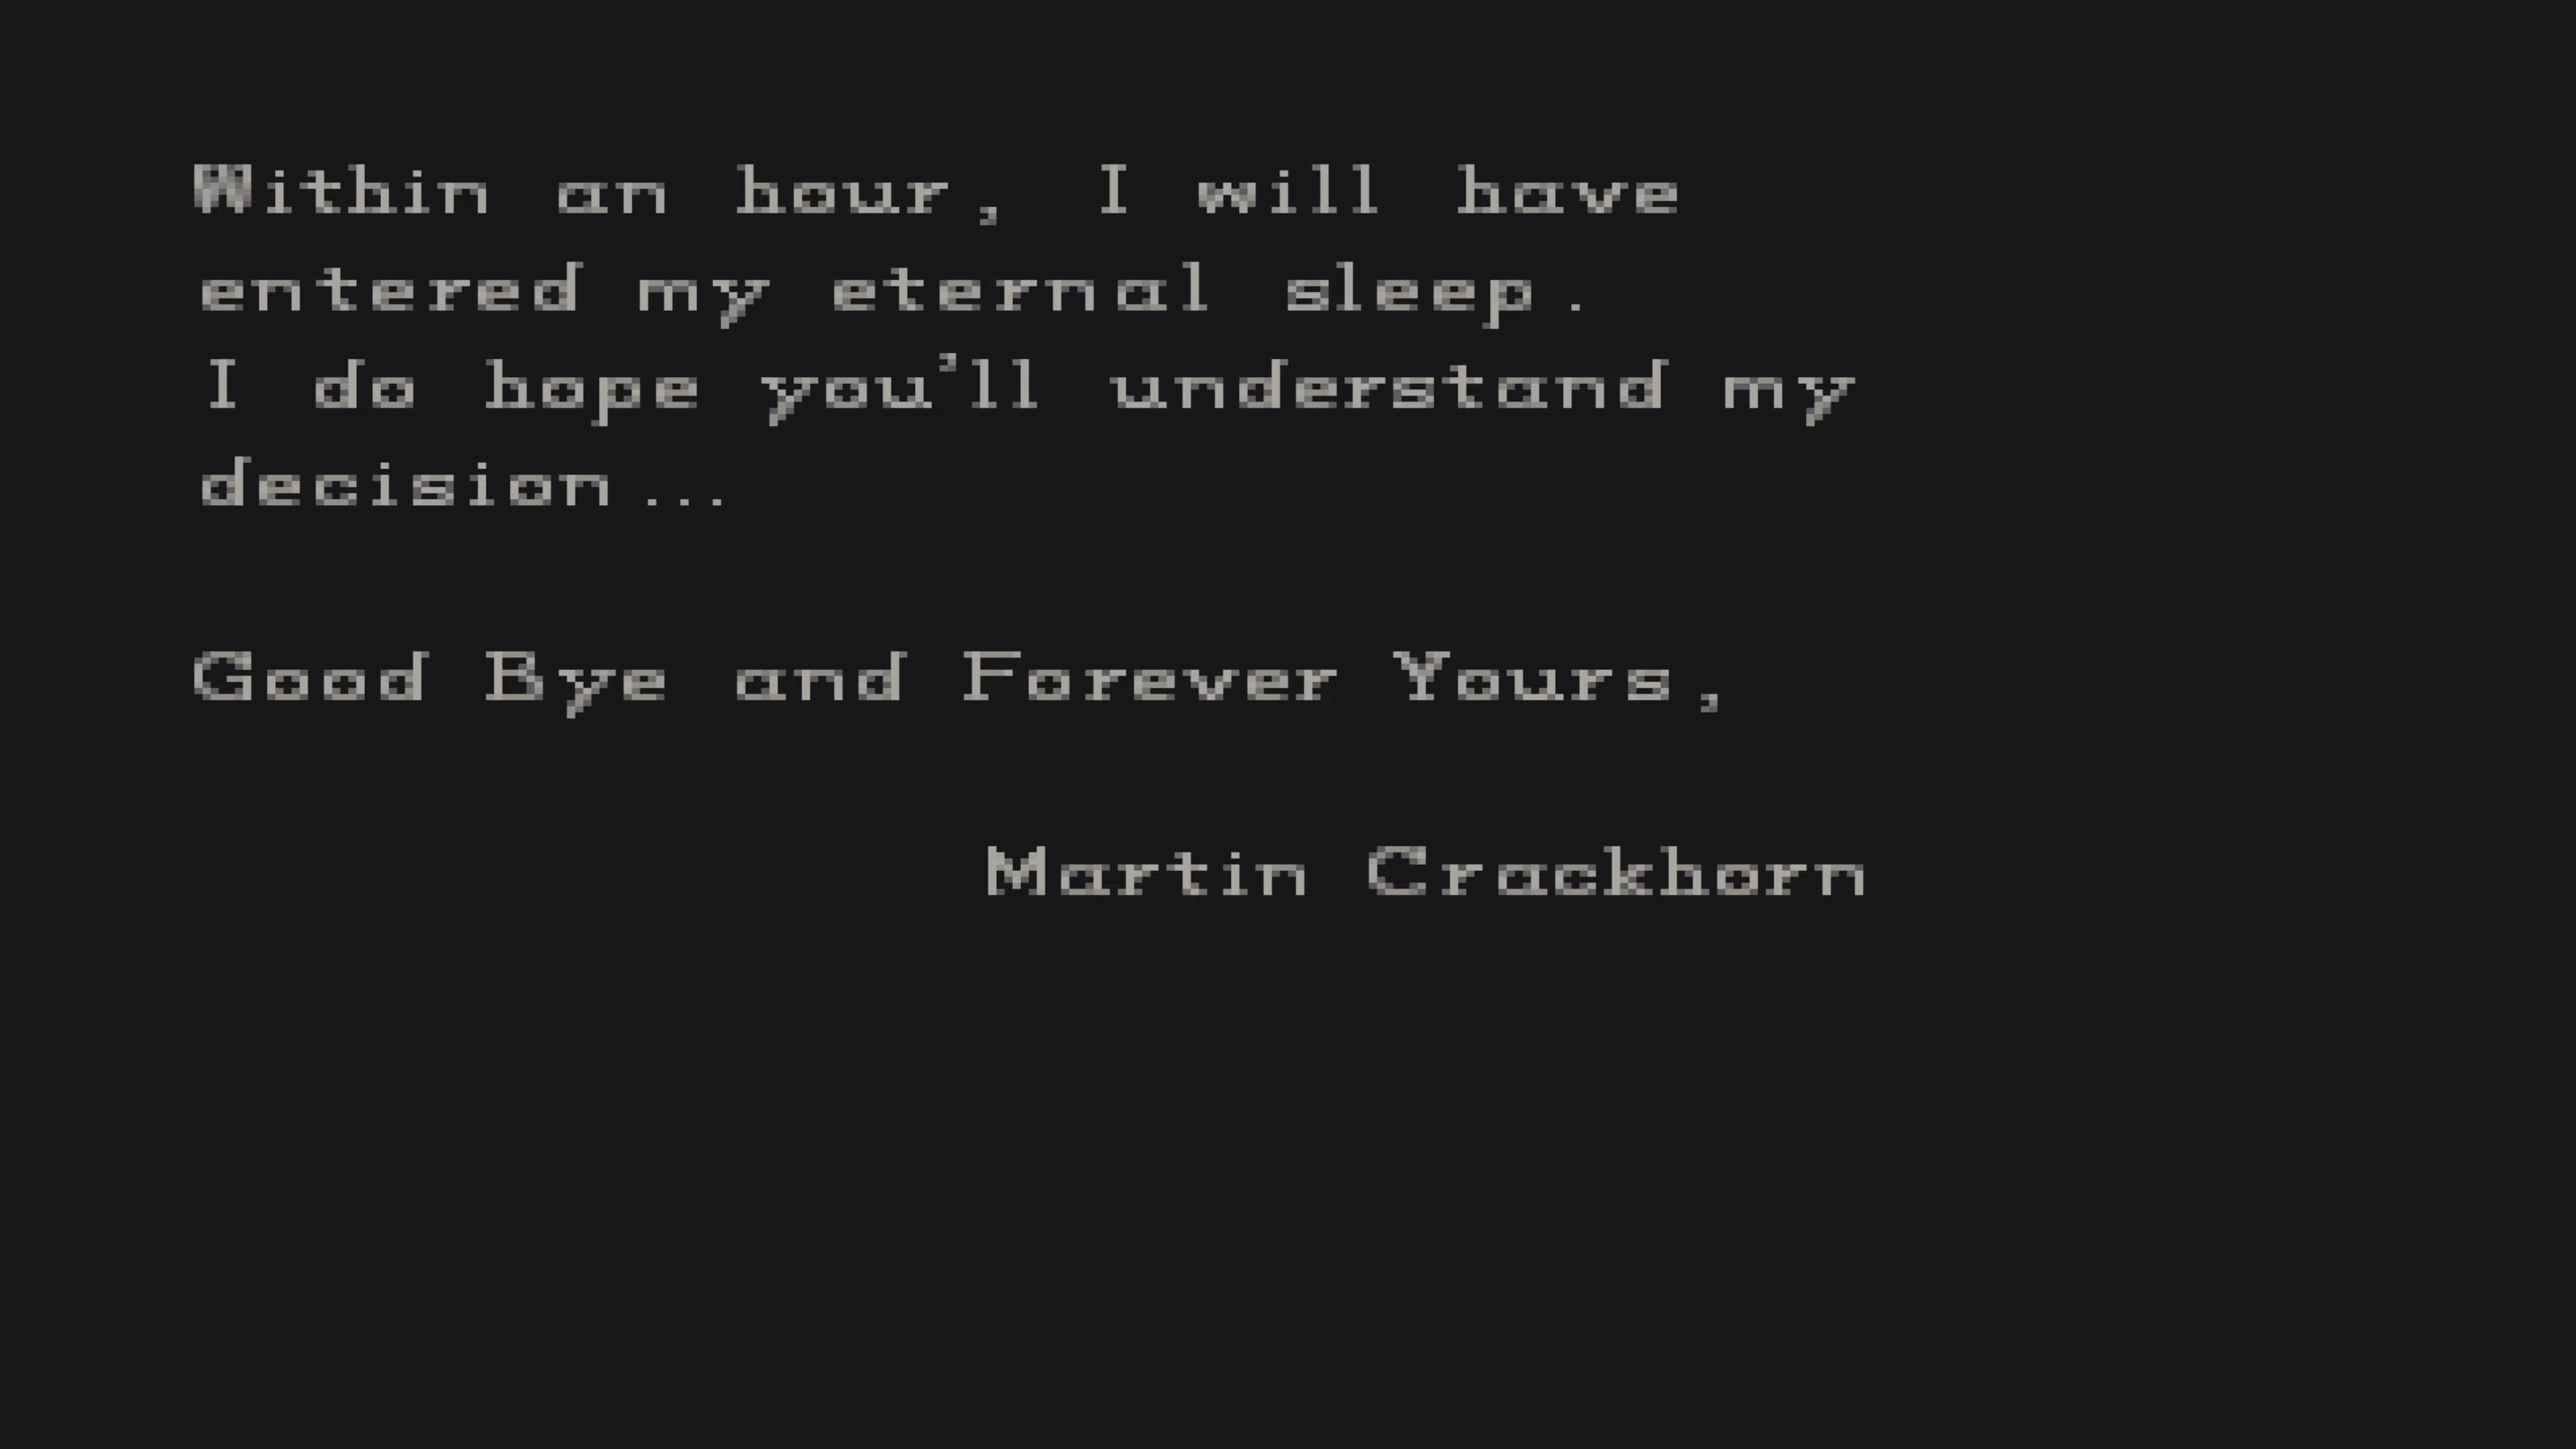 Within an hour, I will have
entered my eternal sleep.
I do hope you'll understand my
decision...
Good Bye and Forever Yours,
Martin Crackhorn